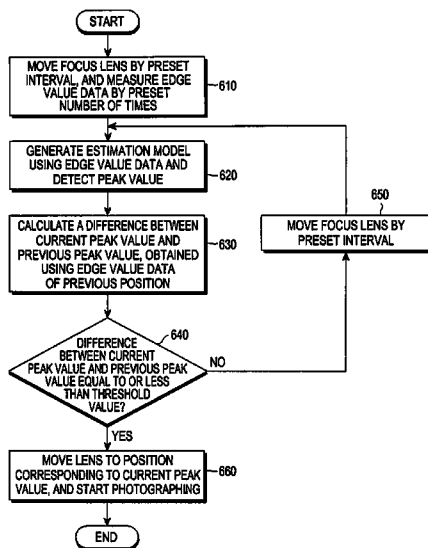 START
MOVE FOCUS LENS BY PRESET
INTERVAL, AND MEASURE EDGE
VALUE DATA BY PRESET
NUMBER OF TIMES
610
GENERATE ESTIMATION MODEL
USING EDGE VALUE DATA AND
DETECT PEAK VALUE
620
CALCULATE A DIFFERENCE BETWEEN
CURRENT PEAK VALUE AND
PREVIOUS PEAK VALUE, OBTAINED
USING EDGE VALUE DATA
OF PREVIOUS POSITION
630
650
MOVE FOCUS LENS BY
PRESET INTERVAL
640
DIFFERENCE
BETWEEN CURRENT
PEAK VALUE AND PREVIOUS PEAK
VALUE EQUAL TO OR LESS
THAN THRESHOLD
VALUE?
NO
YES
MOVE LENS TO POSITION
CORRESPONDING TO CURRENT PEAK
VALUE, AND START PHOTOGRAPHING
660
END